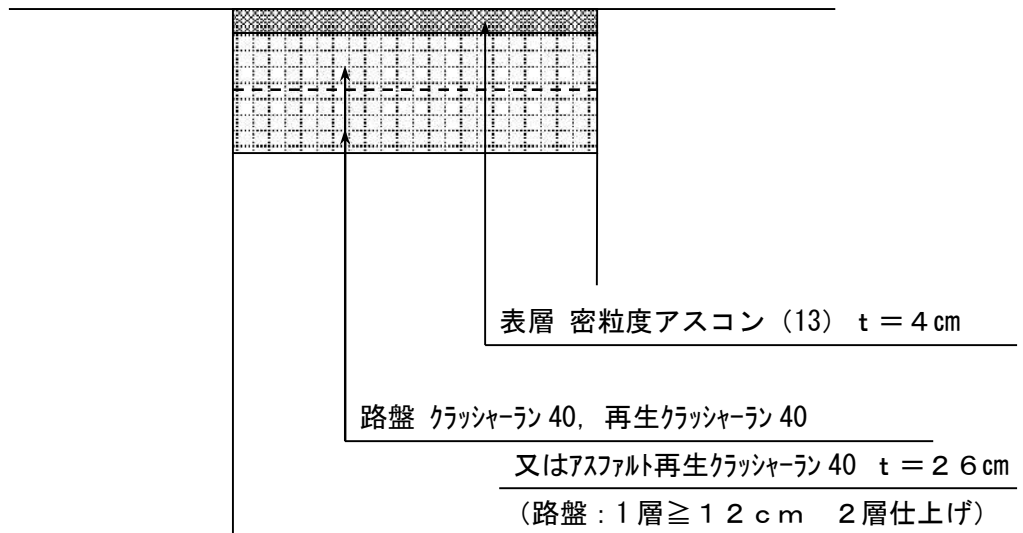 表層 密粒度アスコン（13） ｔ＝４㎝
路盤 ｸﾗｯｼｬｰﾗﾝ 40, 再生ｸﾗｯｼｬｰﾗﾝ 40
又はｱｽﾌｧﾙﾄ再生ｸﾗｯｼｬｰﾗﾝ 40 ｔ＝２６㎝
（路盤：１層≧１２ｃｍ　２層仕上げ）